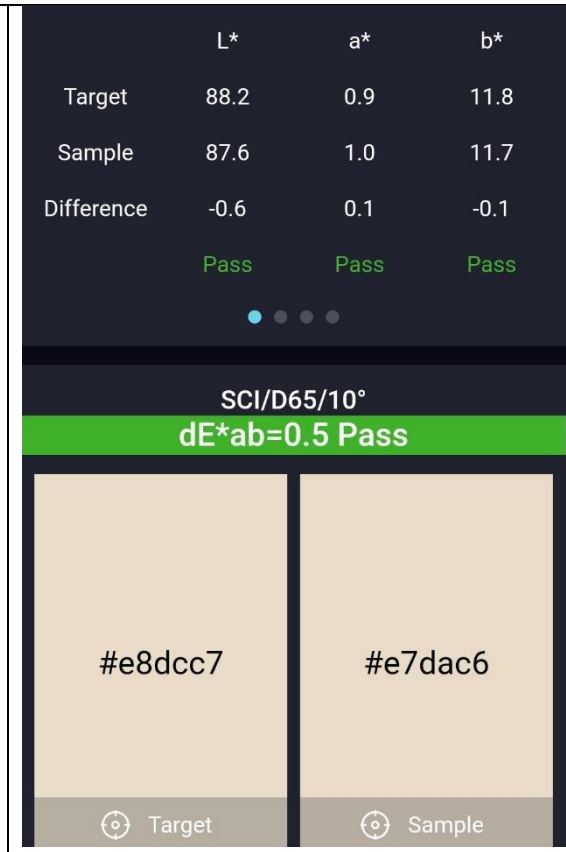 L* a* b*
Target 88.2 0.9 11.8
Sample 87.6 1.0 11.7
Difference -0.6 0.1 -0.1
Pass Pass Pass
SCI/D65/10°
dE*ab=0.5 Pass
#e8dcc7 #e7dac6
Target Sample